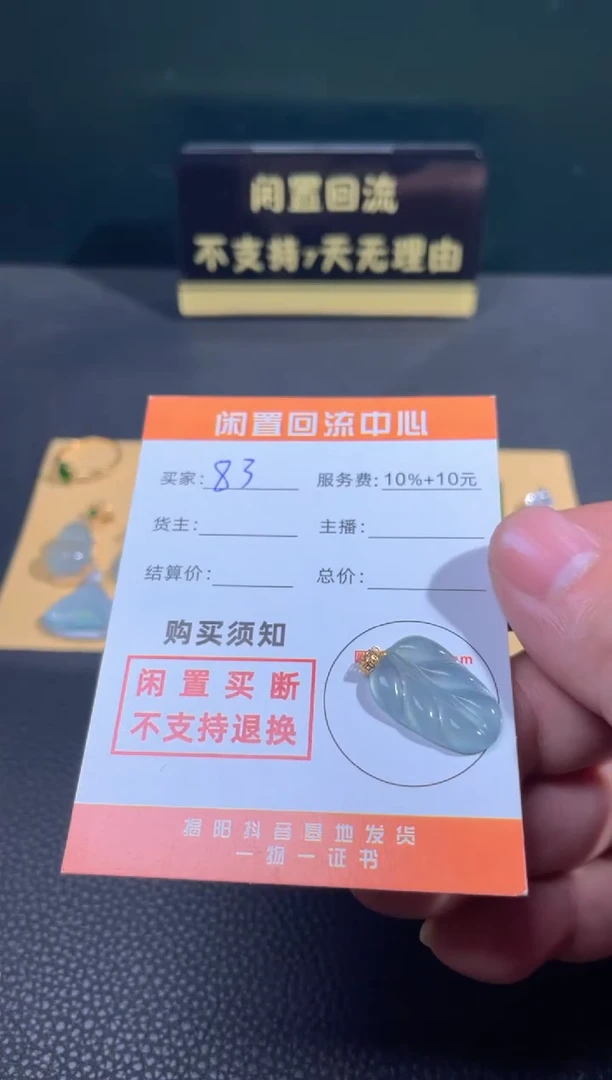 闲置回流
不支持7天无理由
闲置回流中心
买家: 83 服务费: 10%+10元
货主: 主播:
结算价: 总价:
购买须知
闲置买断
不支持退换
揭阳抖音基地发货
一物一证书